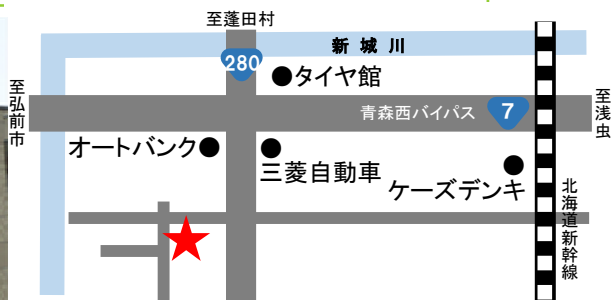 至蓬田村
新城川
280
●タイヤ館
至弘前市
青森西バイパス
7
至浅虫
オートバンク●
三菱自動車
ケーズデンキ
北海道新幹線